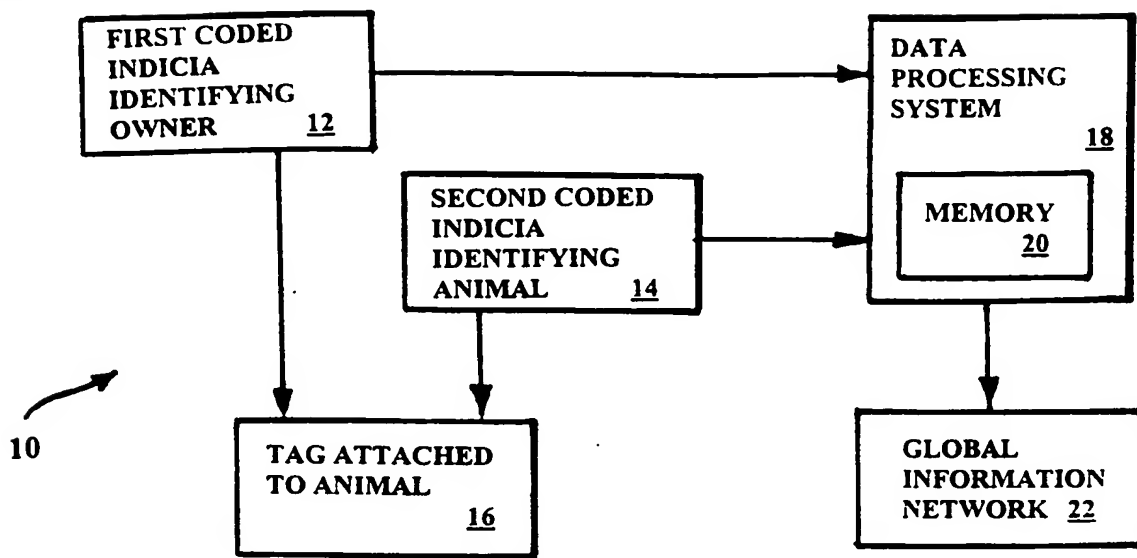 FIRST CODED
INDICIA
IDENTIFYING
OWNER 12
DATA
PROCESSING
SYSTEM
18
SECOND CODED
INDICIA
IDENTIFYING
ANIMAL 14
MEMORY
20
10
TAG ATTACHED
TO ANIMAL
16
GLOBAL
INFORMATION
NETWORK 22